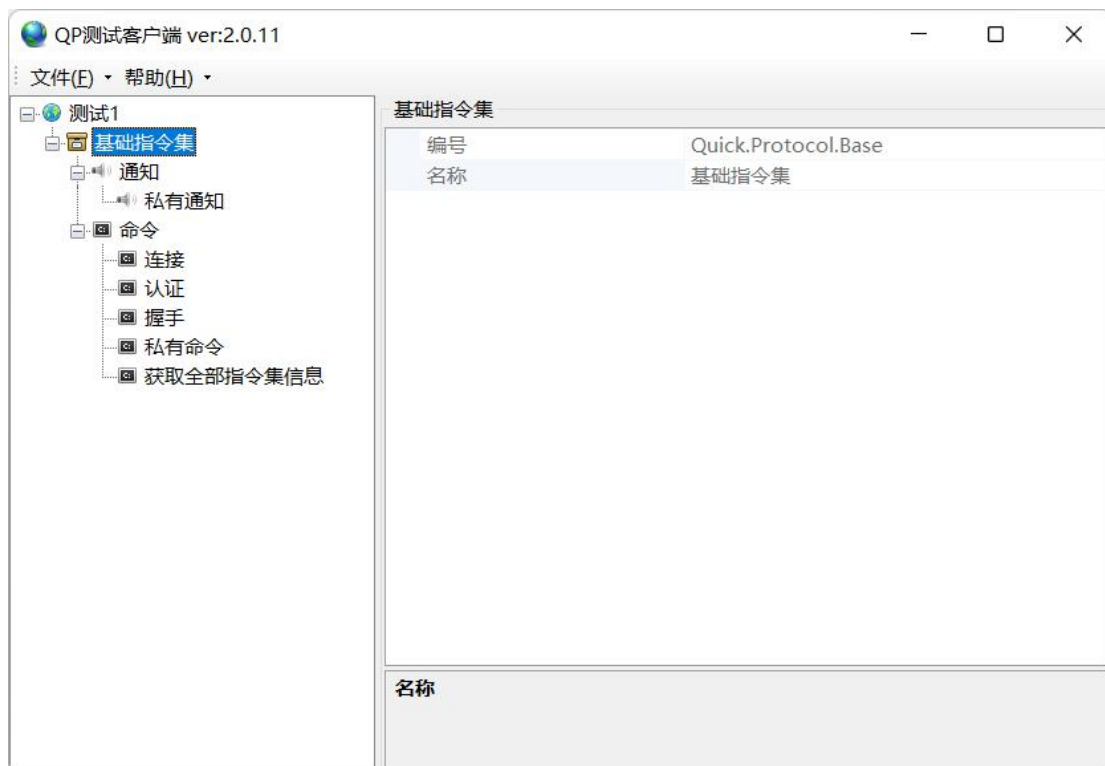 QP测试客户端 ver:2.0.11
文件(F) 帮助(H)
测试1
基础指令集
通知
私有通知
命令
连接
认证
握手
私有命令
获取全部指令集信息
基础指令集
编号 Quick.Protocol.Base
名称 基础指令集
名称